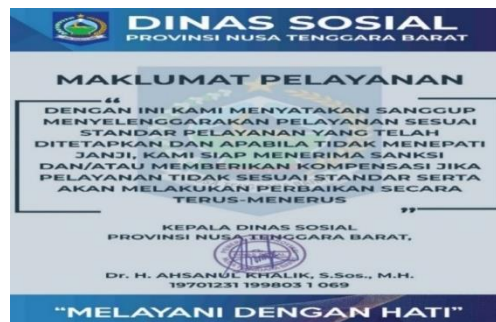 DINAS SOSIAL
PROVINSI NUSA TENGGARA BARAT
MAKLUMAT PELAYANAN
“
DENGAN INI KAMI MENYATAKAN SANGGUP
MENYELENGGARAKAN PELAYANAN SESUAI
STANDAR PELAYANAN YANG TELAH
DITETAPKAN DAN APABILA TIDAK MENEPATI
JANJI, KAMI SIAP MENERIMA SANKSI
DAN/ATAU MEMBERIKAN KOMPENSASI JIKA
PELAYANAN TIDAK SESUAI STANDAR SERTA
AKAN MELAKUKAN PERBAIKAN SECARA
TERUS-MENERUS
”
KEPALA DINAS SOSIAL
PROVINSI NUSA TENGGARA BARAT,
Dr. H. AHSANUL KHALIK, S.Sos., M.H.
19701231 199803 1 069
“MELAYANI DENGAN HATI”